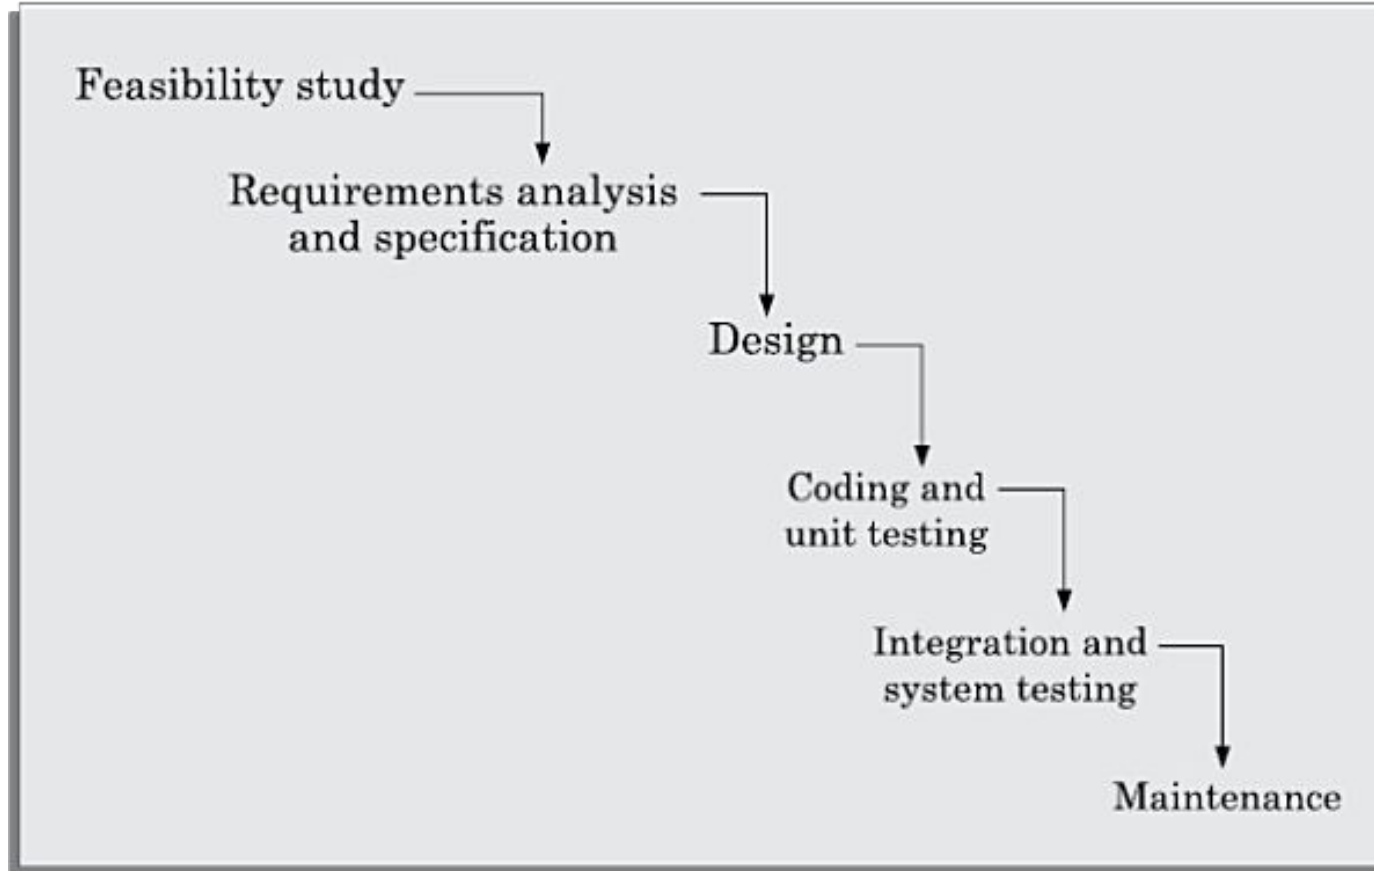 Feasibility study
Requirements analysis
and specification
Design
Coding and
unit testing
Integration and
system testing
Maintenance